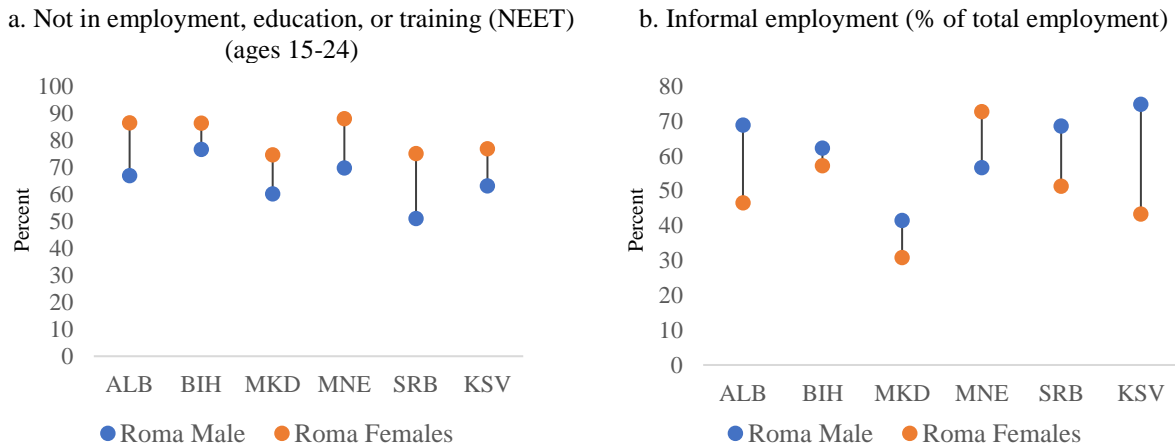 a. Not in employment, education, or training (NEET)
(ages 15-24)
Percent
100
90
80
70
60
50
40
30
20
10
0
ALB BIH MKD MNE SRB KSV
Roma Male Roma Females
b. Informal employment (% of total employment)
Percent
80
70
60
50
40
30
20
10
0
ALB BIH MKD MNE SRB KSV
Roma Male Roma Females